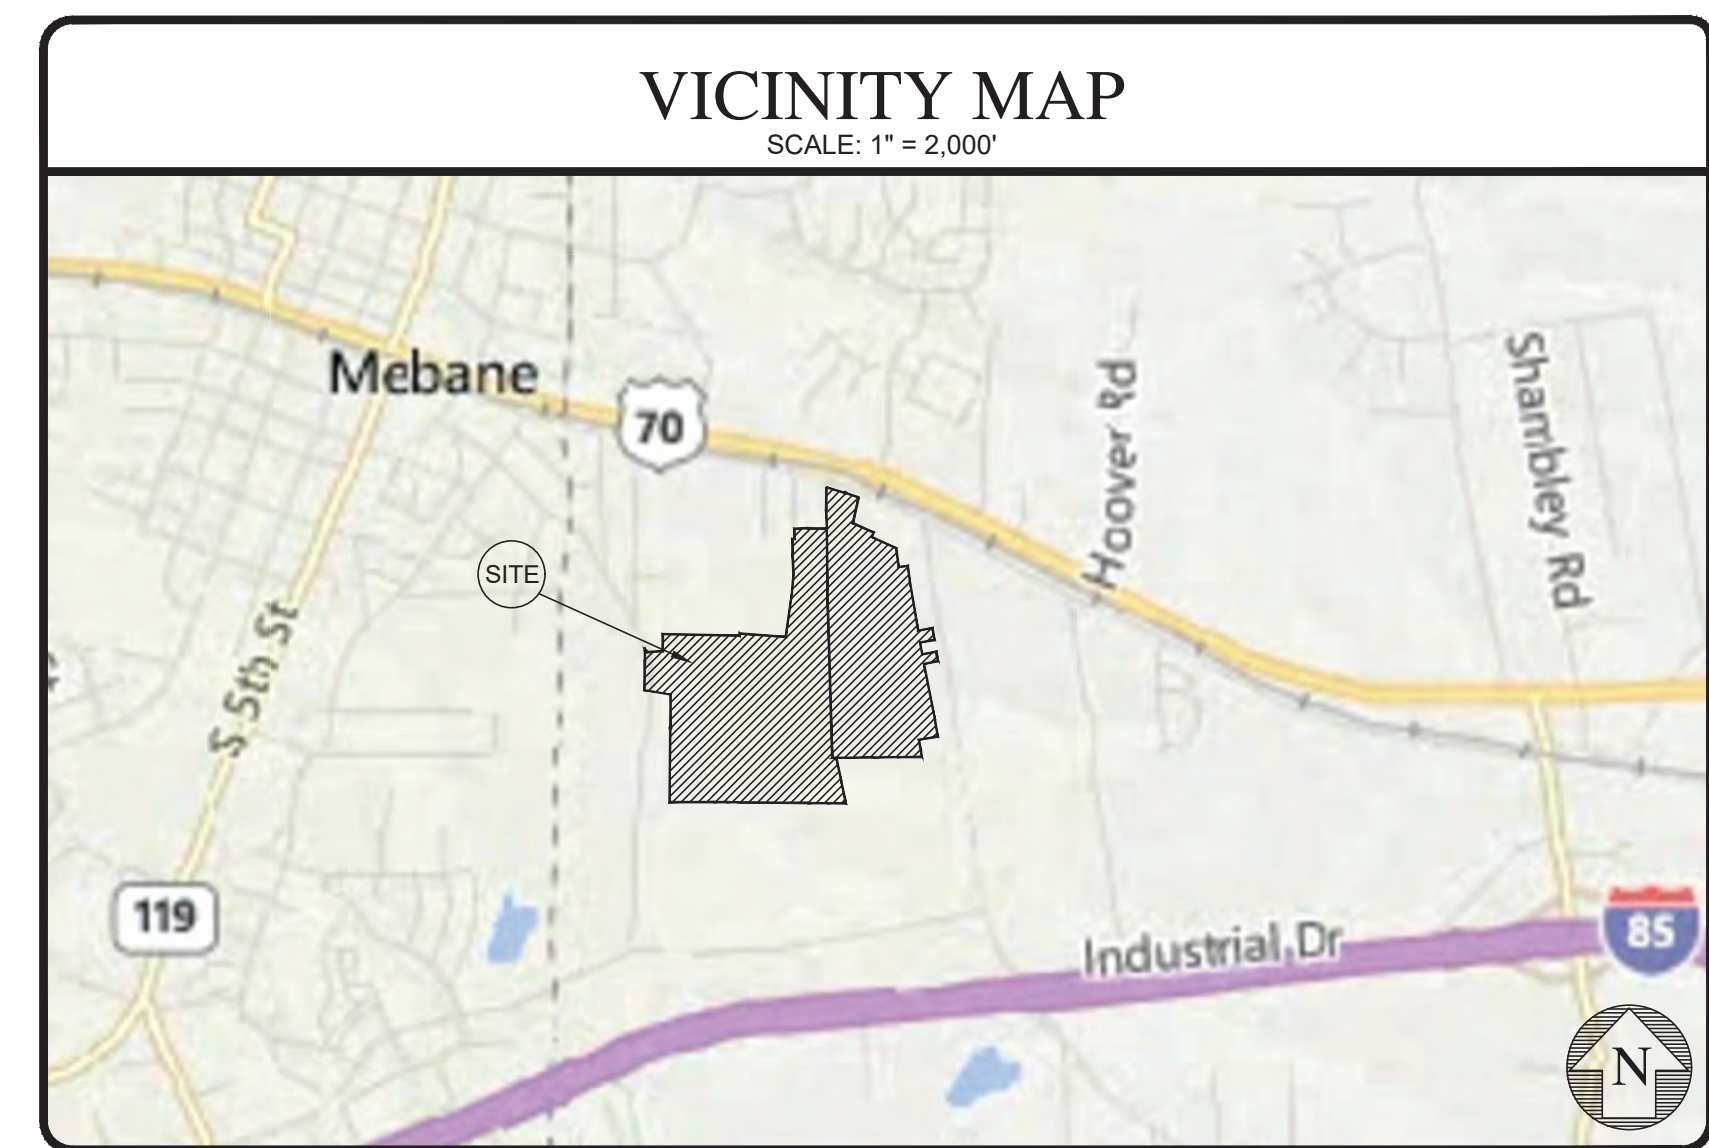 VICINITY MAP
SCALE: 1" = 2,000'
Mebane
70
Hoover Rd
Shambley Rd
SITE
S 5th St
119
Industrial Dr
85
N